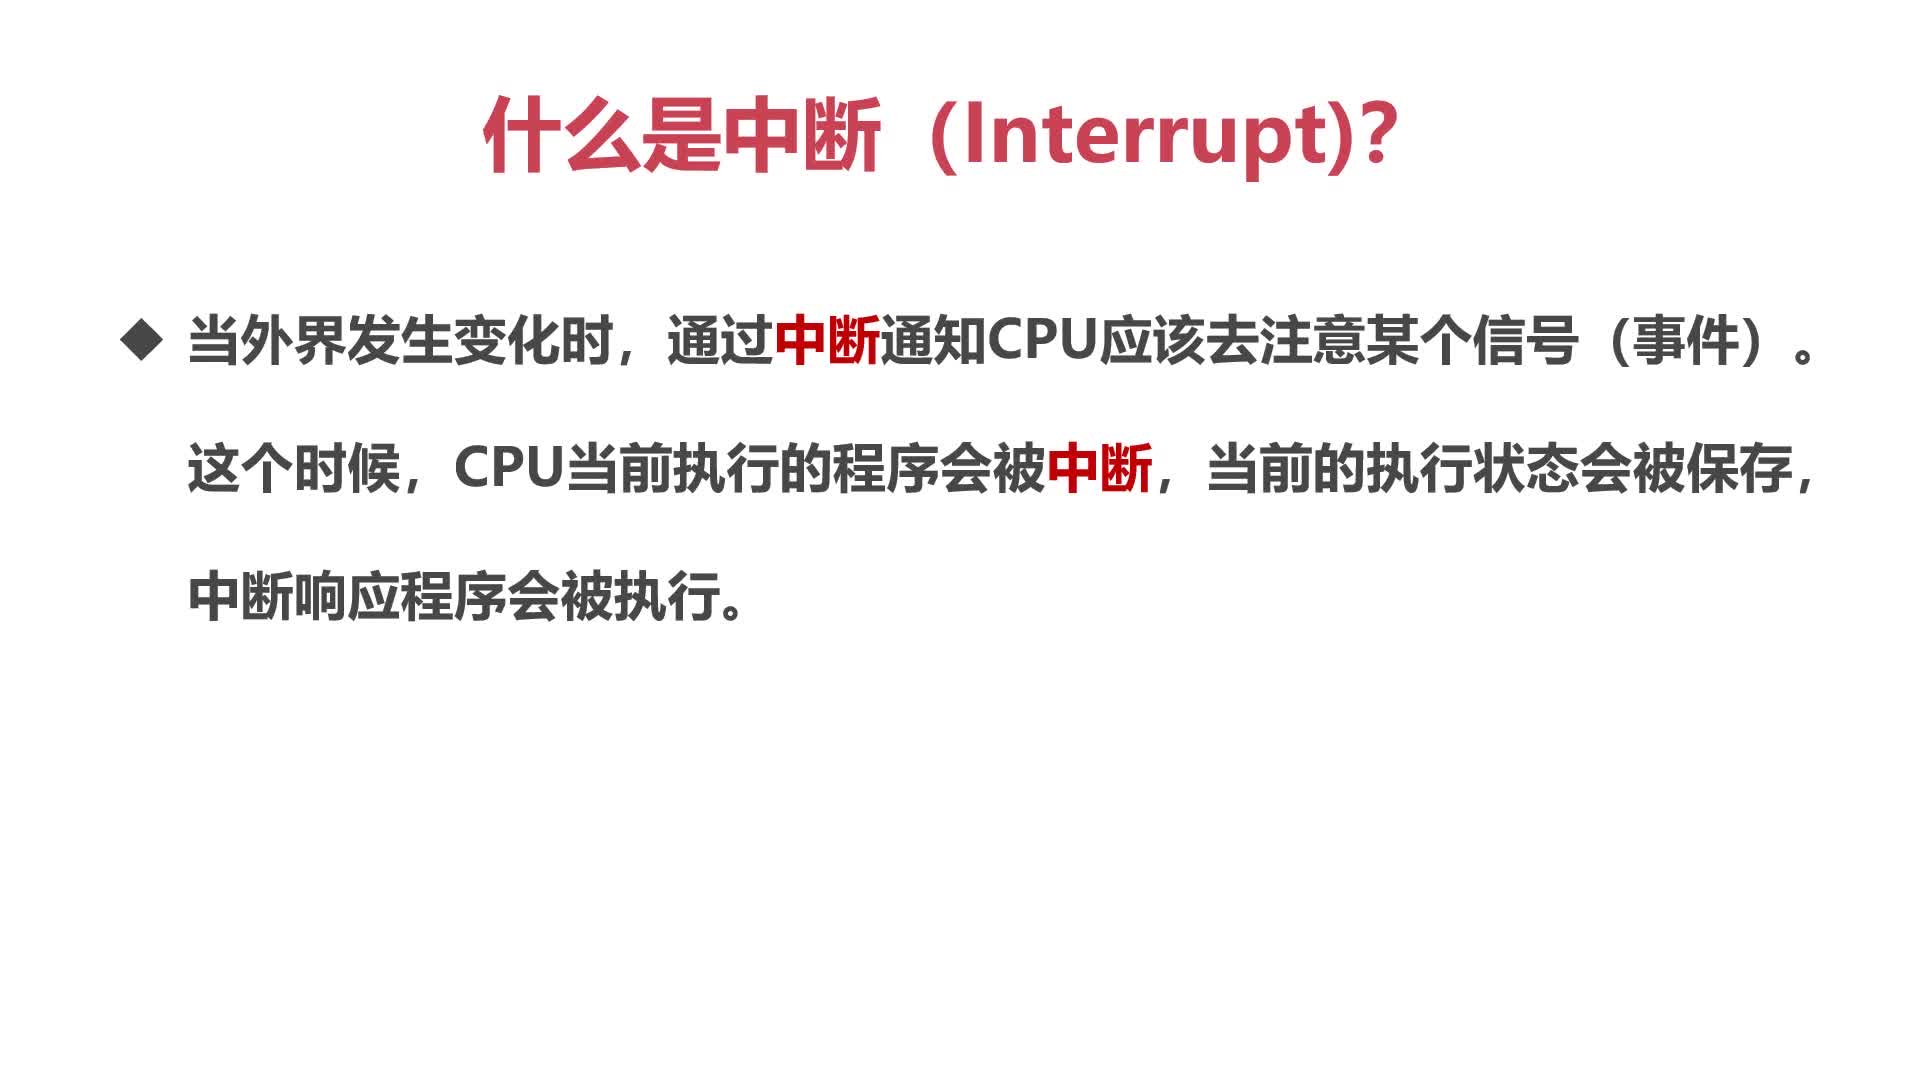 什么是中断（Interrupt)?
◆ 当外界发生变化时，通过中断通知CPU应该去注意某个信号（事件）。
这个时候，CPU当前执行的程序会被中断，当前的执行状态会被保存，
中断响应程序会被执行。